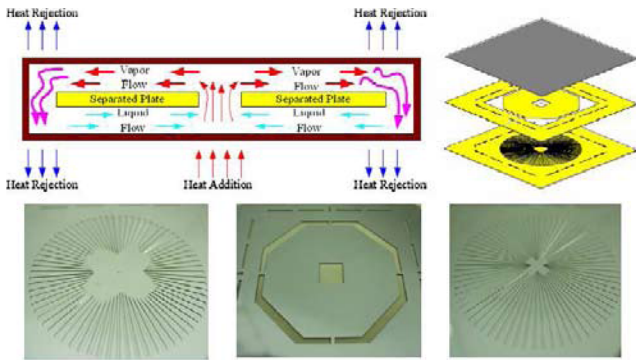 Heat Rejection
Heat Rejection
Vapor
Vapor
Flow
Flow
Separated Plate
Separated Plate
Liquid
Liquid
Flow
Flow
Heat Rejection
Heat Addition
Heat Rejection